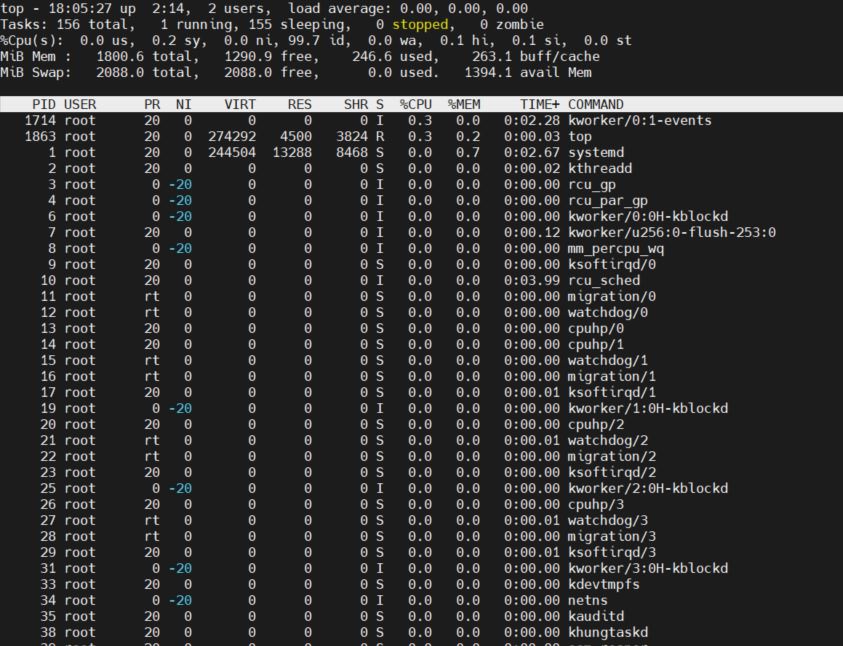 top - 18:05:27 up  2:14,  2 users,  load average: 0.00, 0.00, 0.00
Tasks: 156 total,   1 running, 155 sleeping,   0 stopped,   0 zombie
%Cpu(s):  0.0 us,  0.2 sy,  0.0 ni, 99.7 id,  0.0 wa,  0.1 hi,  0.1 si,  0.0 st
MiB Mem :   1800.6 total,   1290.9 free,    246.6 used,    263.1 buff/cache
MiB Swap:   2088.0 total,   2088.0 free,      0.0 used.   1394.1 avail Mem
PID USER      PR  NI    VIRT    RES    SHR S  %CPU  %MEM     TIME+ COMMAND
1714 root      20   0       0      0      0 I   0.3   0.0   0:02.28 kworker/0:1-events
1863 root      20   0  274292   4500   3824 R   0.3   0.2   0:00.03 top
1 root      20   0  244504  13288   8468 S   0.0   0.7   0:02.67 systemd
2 root      20   0       0      0      0 S   0.0   0.0   0:00.02 kthreadd
3 root       0 -20       0      0      0 I   0.0   0.0   0:00.00 rcu_gp
4 root       0 -20       0      0      0 I   0.0   0.0   0:00.00 rcu_par_gp
6 root       0 -20       0      0      0 I   0.0   0.0   0:00.00 kworker/0:0H-kblockd
7 root      20   0       0      0      0 I   0.0   0.0   0:00.12 kworker/u256:0-flush-253:0
8 root       0 -20       0      0      0 I   0.0   0.0   0:00.00 mm_percpu_wq
9 root      20   0       0      0      0 S   0.0   0.0   0:00.00 ksoftirqd/0
10 root      20   0       0      0      0 I   0.0   0.0   0:03.99 rcu_sched
11 root      rt   0       0      0      0 S   0.0   0.0   0:00.00 migration/0
12 root      rt   0       0      0      0 S   0.0   0.0   0:00.00 watchdog/0
13 root      20   0       0      0      0 S   0.0   0.0   0:00.00 cpuhp/0
14 root      20   0       0      0      0 S   0.0   0.0   0:00.00 cpuhp/1
15 root      rt   0       0      0      0 S   0.0   0.0   0:00.00 watchdog/1
16 root      rt   0       0      0      0 S   0.0   0.0   0:00.00 migration/1
17 root      20   0       0      0      0 S   0.0   0.0   0:00.01 ksoftirqd/1
19 root       0 -20       0      0      0 I   0.0   0.0   0:00.00 kworker/1:0H-kblockd
20 root      20   0       0      0      0 S   0.0   0.0   0:00.00 cpuhp/2
21 root      rt   0       0      0      0 S   0.0   0.0   0:00.01 watchdog/2
22 root      rt   0       0      0      0 S   0.0   0.0   0:00.00 migration/2
23 root      20   0       0      0      0 S   0.0   0.0   0:00.00 ksoftirqd/2
25 root       0 -20       0      0      0 I   0.0   0.0   0:00.00 kworker/2:0H-kblockd
26 root      20   0       0      0      0 S   0.0   0.0   0:00.00 cpuhp/3
27 root      rt   0       0      0      0 S   0.0   0.0   0:00.01 watchdog/3
28 root      rt   0       0      0      0 S   0.0   0.0   0:00.00 migration/3
29 root      20   0       0      0      0 S   0.0   0.0   0:00.01 ksoftirqd/3
31 root       0 -20       0      0      0 I   0.0   0.0   0:00.00 kworker/3:0H-kblockd
33 root      20   0       0      0      0 S   0.0   0.0   0:00.00 kdevtmpfs
34 root       0 -20       0      0      0 I   0.0   0.0   0:00.00 netns
35 root      20   0       0      0      0 S   0.0   0.0   0:00.00 kauditd
38 root      20   0       0      0      0 S   0.0   0.0   0:00.00 khungtaskd